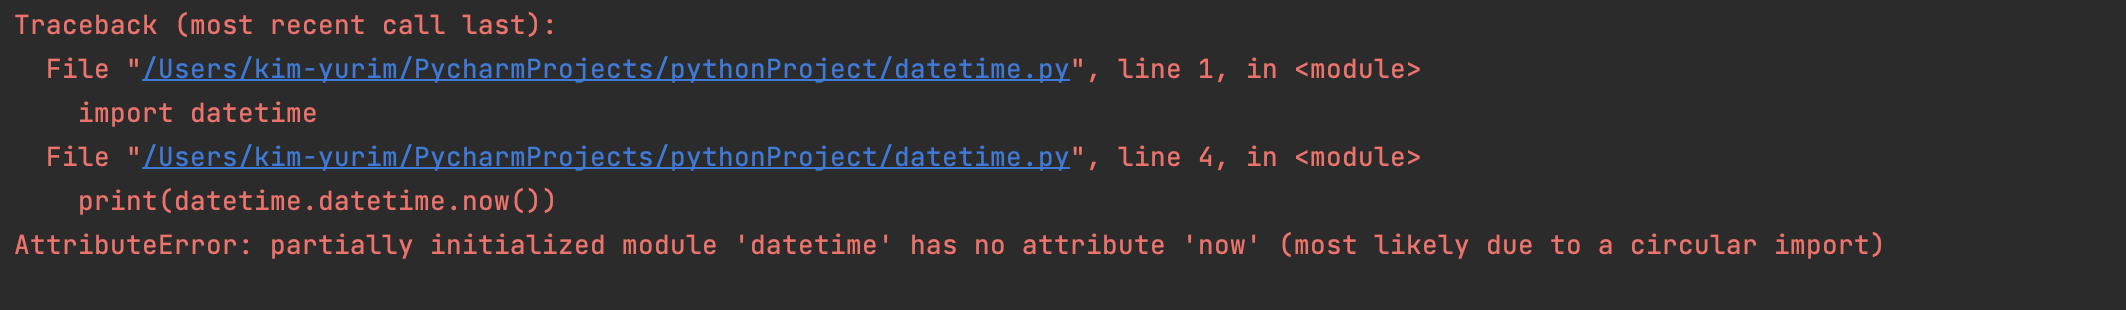 Traceback (most recent call last):
  File "/Users/kim-yurim/PycharmProjects/pythonProject/datetime.py", line 1, in <module>
    import datetime
  File "/Users/kim-yurim/PycharmProjects/pythonProject/datetime.py", line 4, in <module>
    print(datetime.datetime.now())
AttributeError: partially initialized module 'datetime' has no attribute 'now' (most likely due to a circular import)